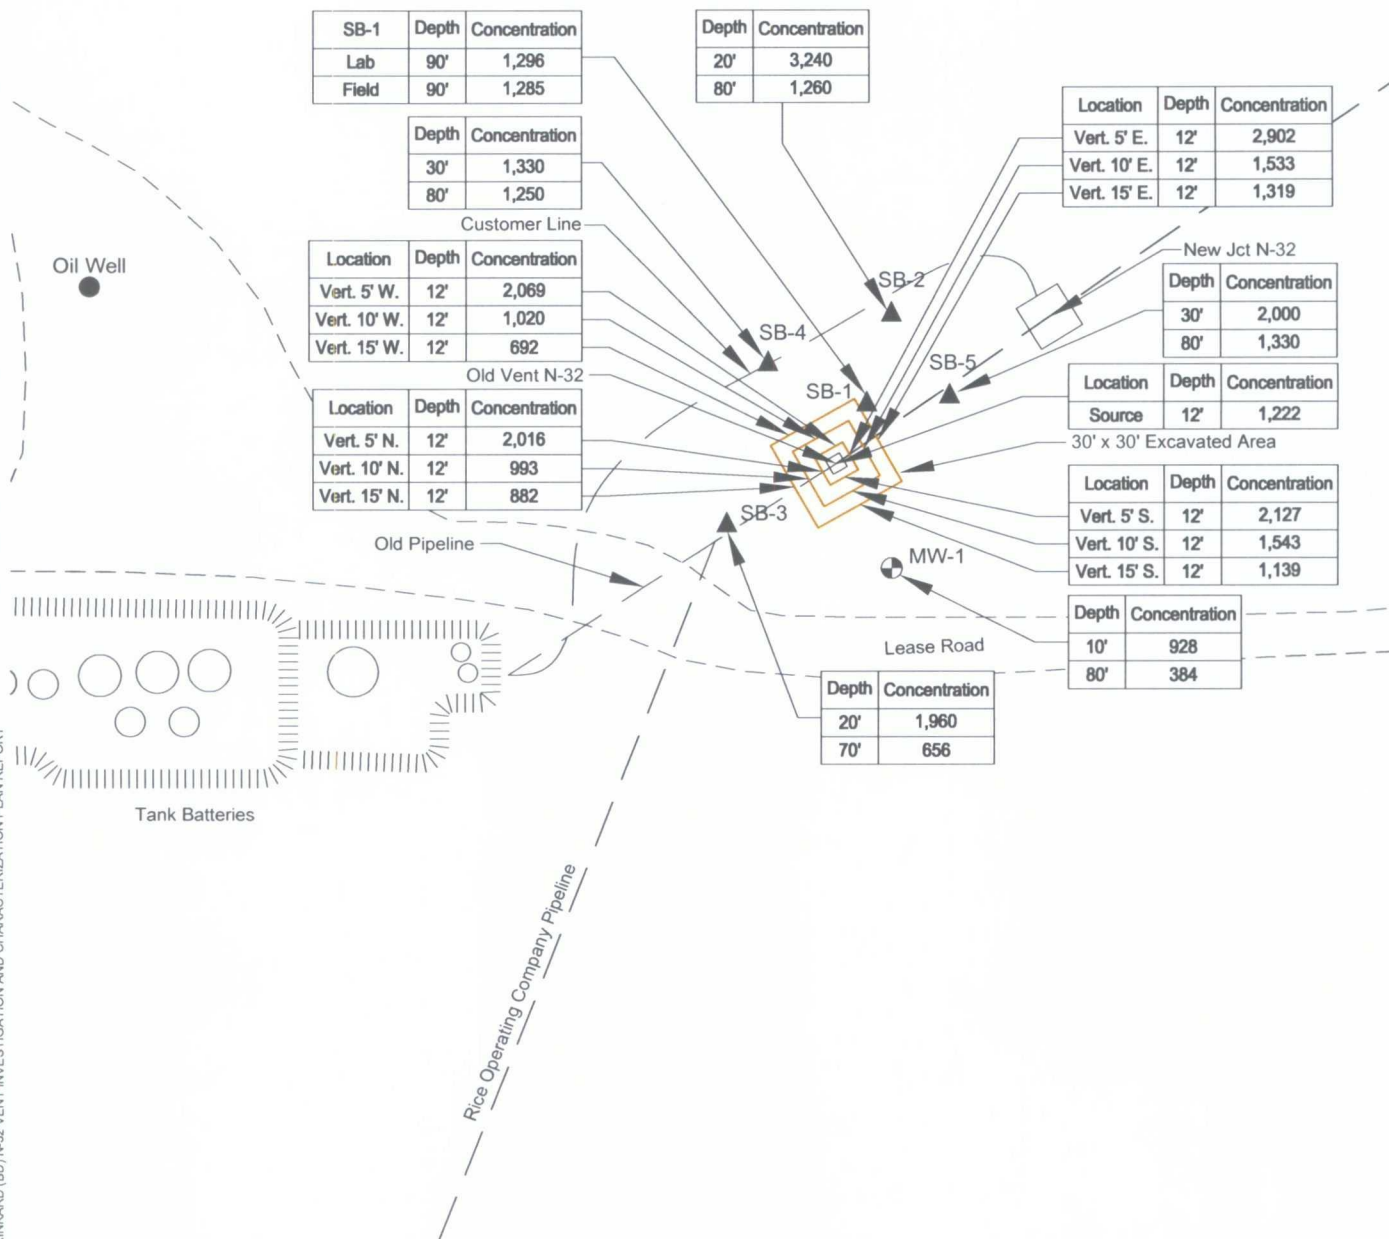 SB-1 Depth Concentration
Lab 90' 1,296
Field 90' 1,285
Depth Concentration
20' 3,240
80' 1,260
Location Depth Concentration
Vert. 5' E. 12' 2,902
Vert. 10' E. 12' 1,533
Vert. 15' E. 12' 1,319
Depth Concentration
30' 1,330
80' 1,250
Customer Line
New Jct N-32
Oil Well
Location Depth Concentration
Vert. 5' W. 12' 2,069
Vert. 10' W. 12' 1,020
Vert. 15' W. 12' 692
SB-2
SB-4
Depth Concentration
30' 2,000
80' 1,330
SB-5
Old Vent N-32
SB-1
Location Depth Concentration
Source 12' 1,222
Location Depth Concentration
Vert. 5' N. 12' 2,016
Vert. 10' N. 12' 993
Vert. 15' N. 12' 882
30' x 30' Excavated Area
Location Depth Concentration
Vert. 5' S. 12' 2,127
Vert. 10' S. 12' 1,543
Vert. 15' S. 12' 1,139
SB-3
Old Pipeline
MW-1
Depth Concentration
10' 928
80' 384
Lease Road
Depth Concentration
20' 1,960
70' 656
Tank Batteries
Rice Operating Company Pipeline
N-32 VENT INVESTIGATION AND CHARACTERIZATION PLAN REPORT